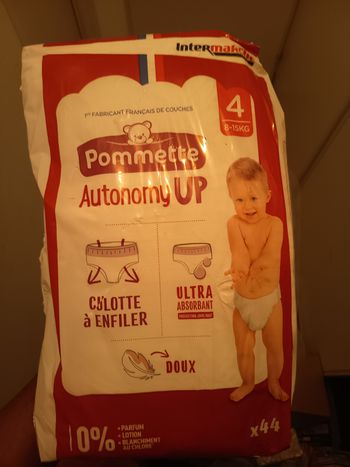 Intermarché
1er FABRICANT FRANÇAIS DE COUCHES
4
8-15KG
Pommette
Autonomy UP
CULOTTE
à ENFILER
ULTRA
ABSORBANT
DOUX
0%
• PARFUM
• LOTION
• BLANCHIMENT
AU CHLORE
x44